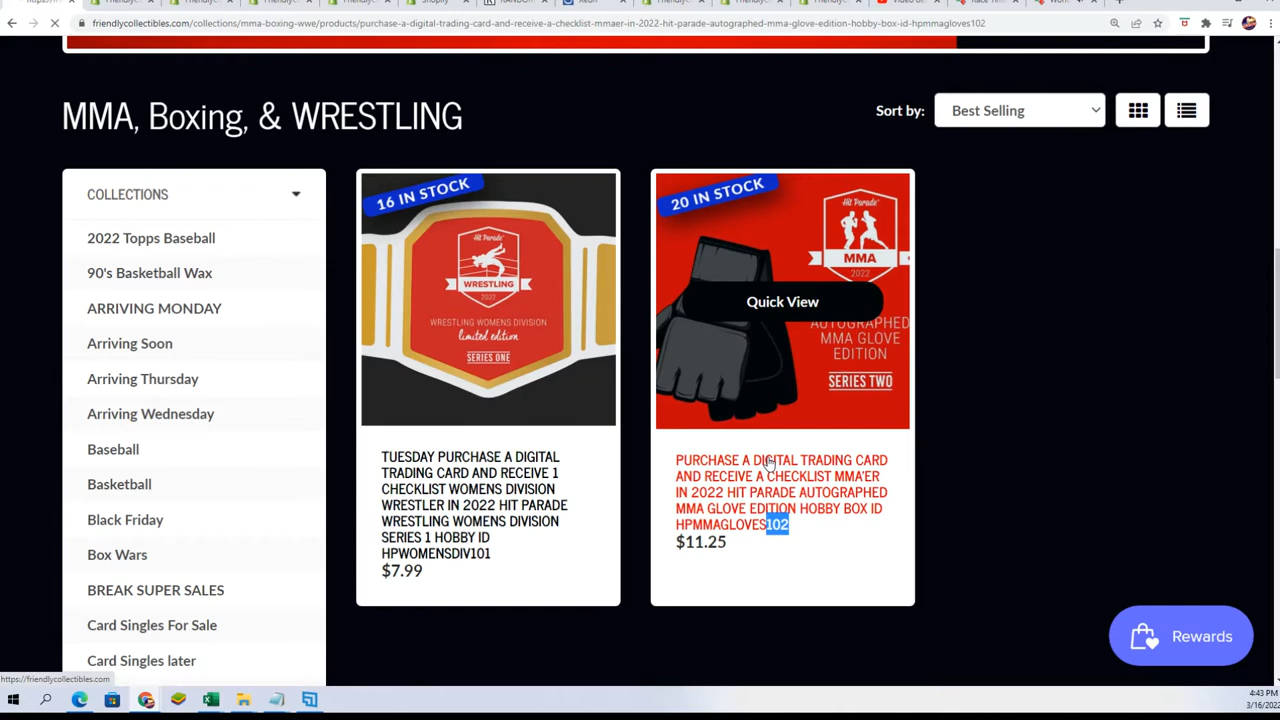 friendlycollectibles.com/collections/mma-boxing-wwe/products/purchase-a-digital-trading-card-and-receive-a-checklist-mmaer-in-2022-hit-parade-autographed-mma-glove-edition-hobby-box-id-hpmmagloves102
MMA, Boxing, & WRESTLING
Sort by:
Best Selling
COLLECTIONS
2022 Topps Baseball
90's Basketball Wax
ARRIVING MONDAY
Arriving Soon
Arriving Thursday
Arriving Wednesday
Baseball
Basketball
Black Friday
Box Wars
BREAK SUPER SALES
Card Singles For Sale
Card Singles later
16 IN STOCK
Hit Parade
WRESTLING
2022
WRESTLING WOMENS DIVISION
limited edition
SERIES ONE
TUESDAY PURCHASE A DIGITAL
TRADING CARD AND RECEIVE 1
CHECKLIST WOMENS DIVISION
WRESTLER IN 2022 HIT PARADE
WRESTLING WOMENS DIVISION
SERIES 1 HOBBY ID
HPWOMENSDIV101
$7.99
20 IN STOCK
Hit Parade
MMA
2022
Quick View
AUTOGRAPHED
MMA GLOVE
EDITION
SERIES TWO
PURCHASE A DIGITAL TRADING CARD
AND RECEIVE A CHECKLIST MMA'ER
IN 2022 HIT PARADE AUTOGRAPHED
MMA GLOVE EDITION HOBBY BOX ID
HPMMAGLOVES102
$11.25
Rewards
https://friendlycollectibles.com
4:43 PM